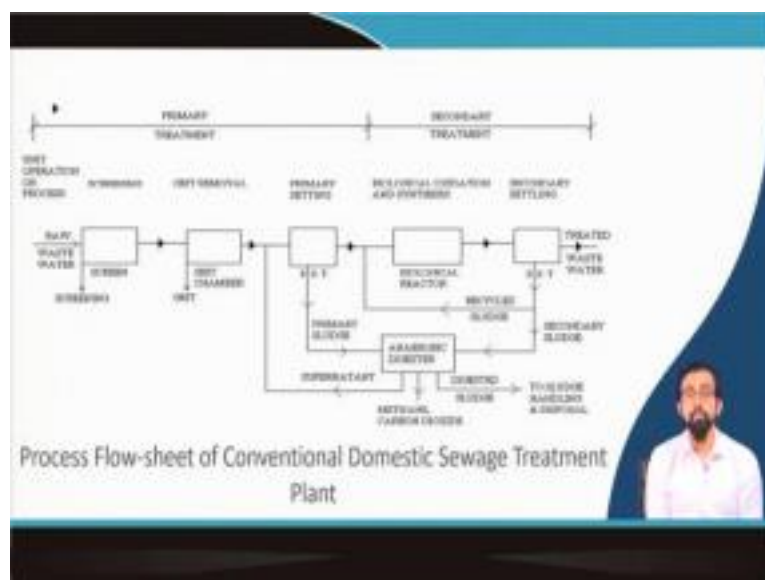 PRIMARY
TREATMENT
SECONDARY
TREATMENT
UNIT
OPERATION
OR
PROCESS
SCREENING
GRIT REMOVAL
PRIMARY
SETTING
BIOLOGICAL OXIDATION
AND SYNTHESIS
SECONDARY
SETTLING
RAW
WASTE
WATER
SCREEN
SCREENING
GRIT
CHAMBER
GRIT
BIOLOGICAL
REACTOR
TREATED
WASTE
WATER
RECYCLED
SLUDGE
PRIMARY
SLUDGE
SECONDARY
SLUDGE
ANAEROBIC
DIGESTER
SUPERNATANT
DIGESTED
SLUDGE
TO SLUDGE
HANDLING
& DISPOSAL
METHANE,
CARBON DIOXIDE
Process Flow-sheet of Conventional Domestic Sewage Treatment
Plant